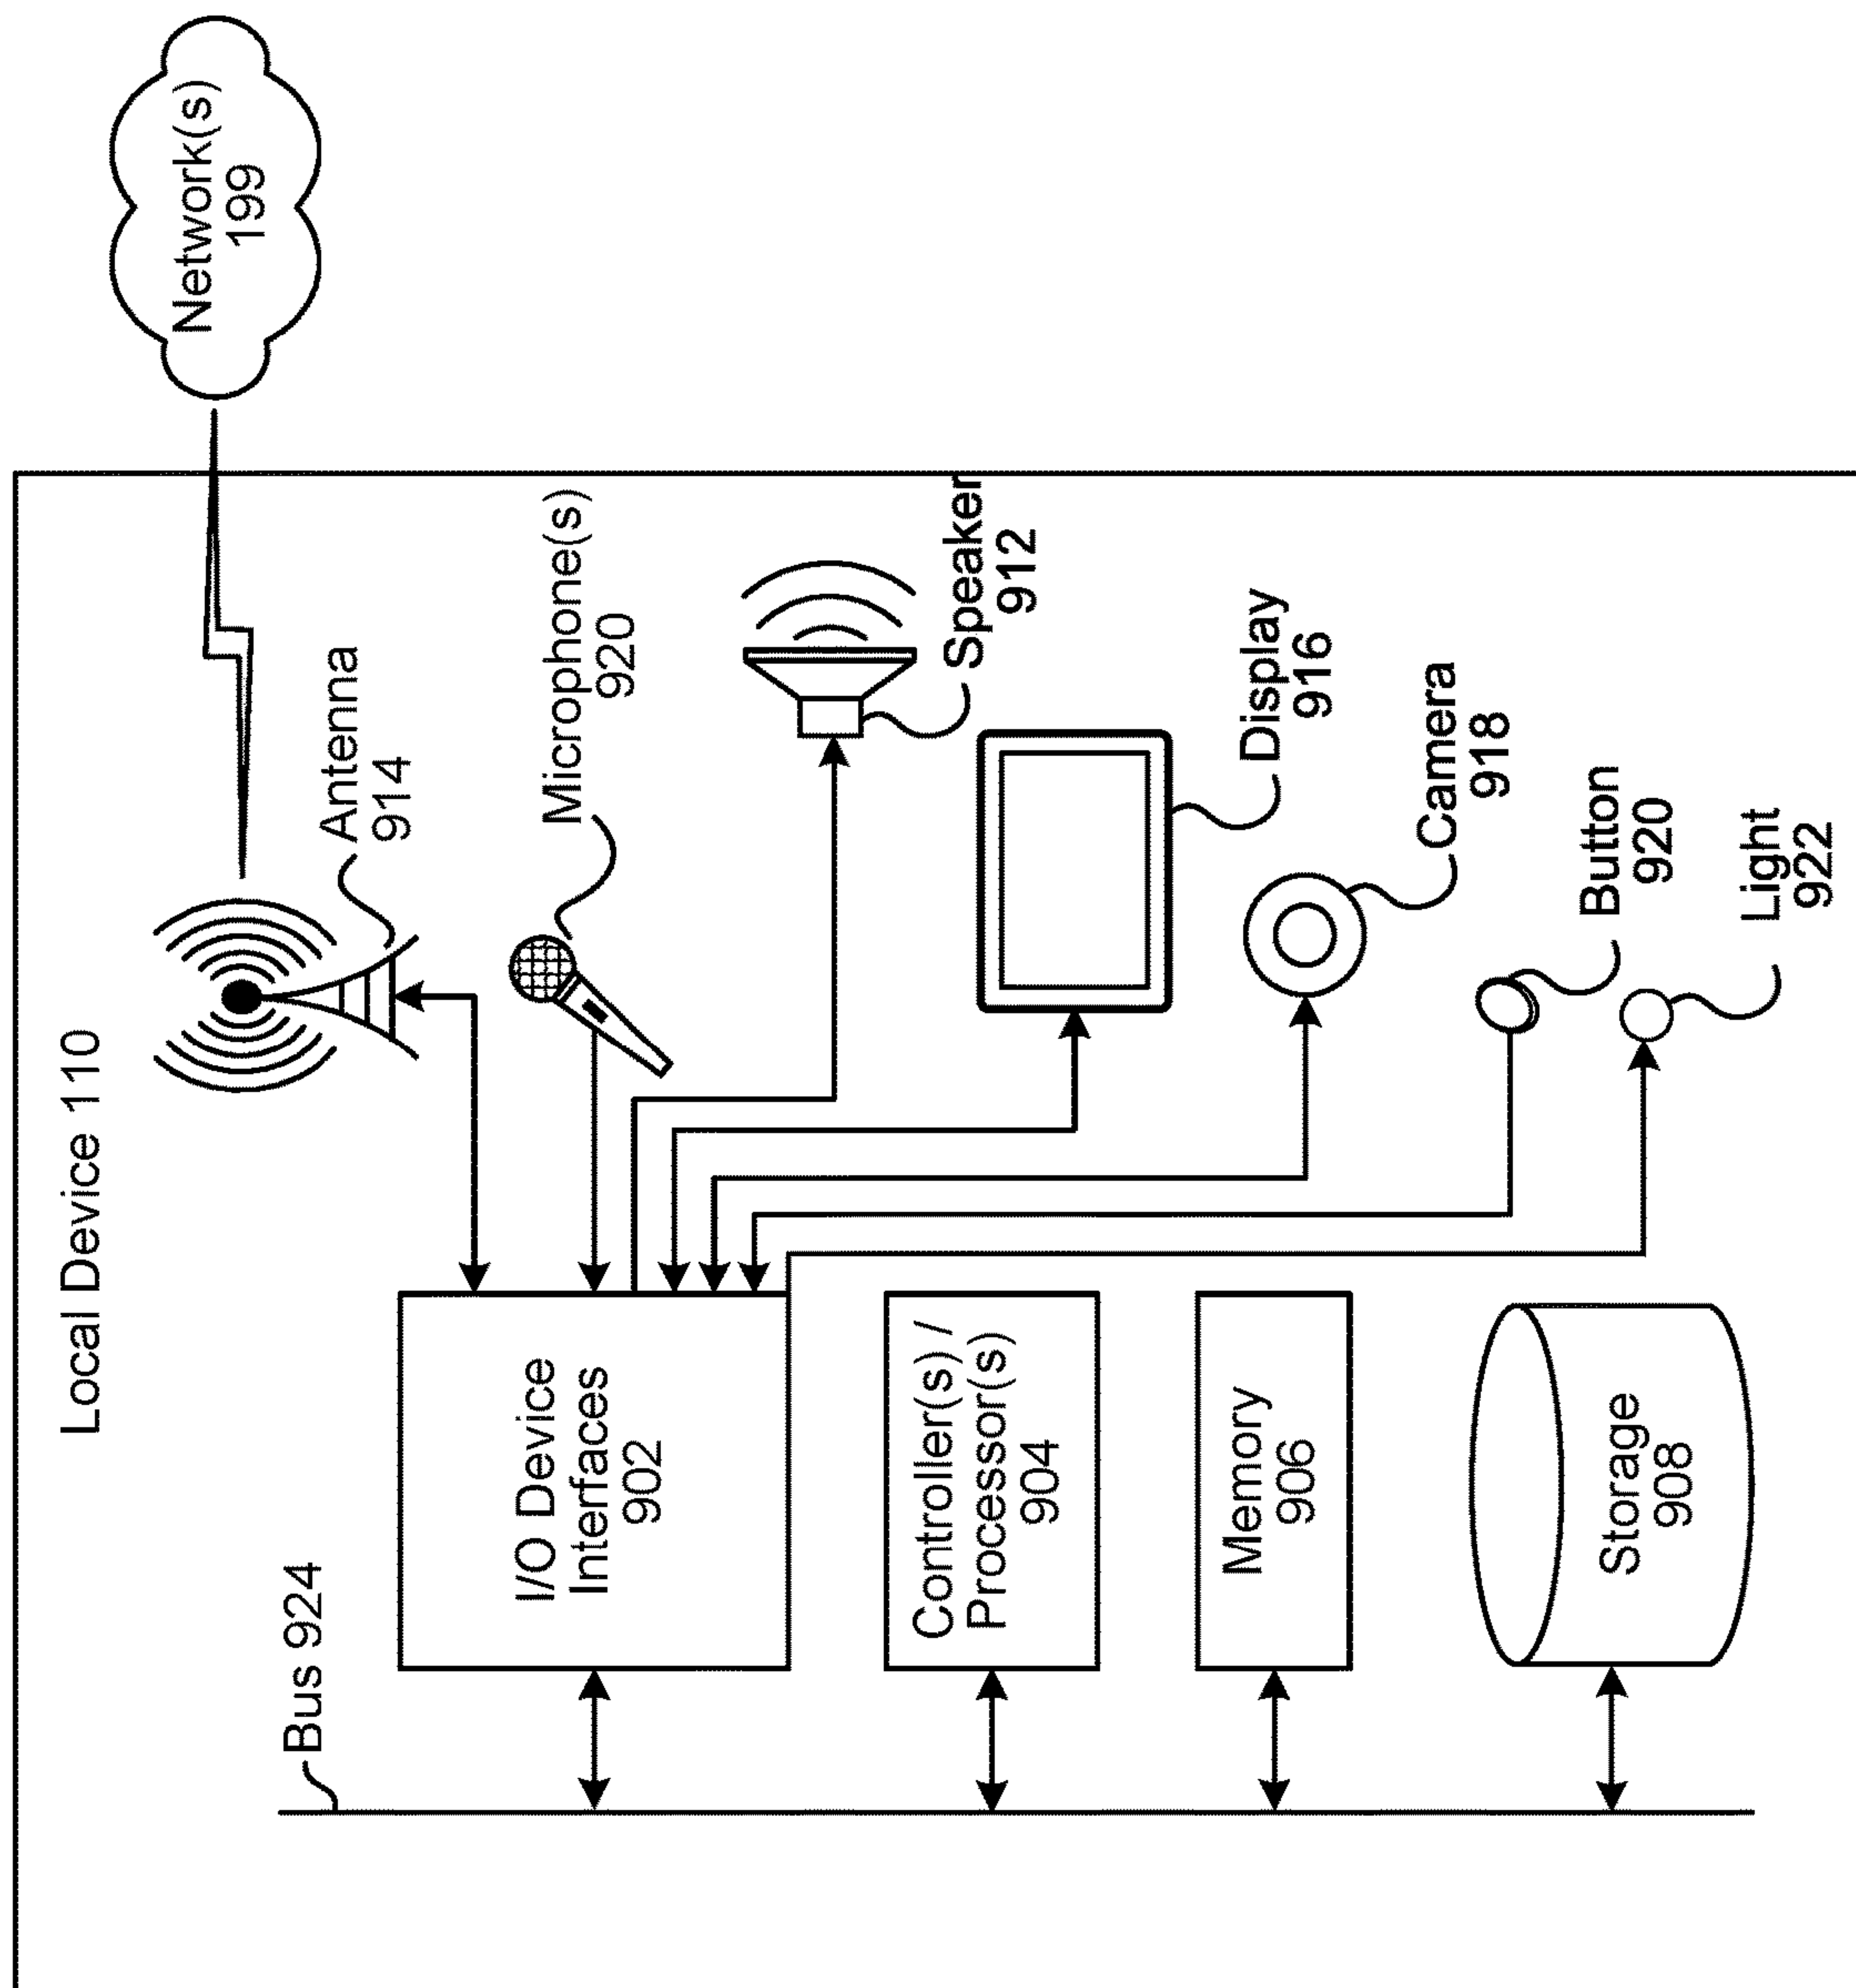 Local Device 110
Bus 924
I/O Device
Interfaces
902
Controller(s) /
Processor(s)
904
Memory
906
Storage
908
Antenna
914
Microphone(s)
920
Speaker
912
Display
916
Camera
918
Button
920
Light
922
Network(s)
199